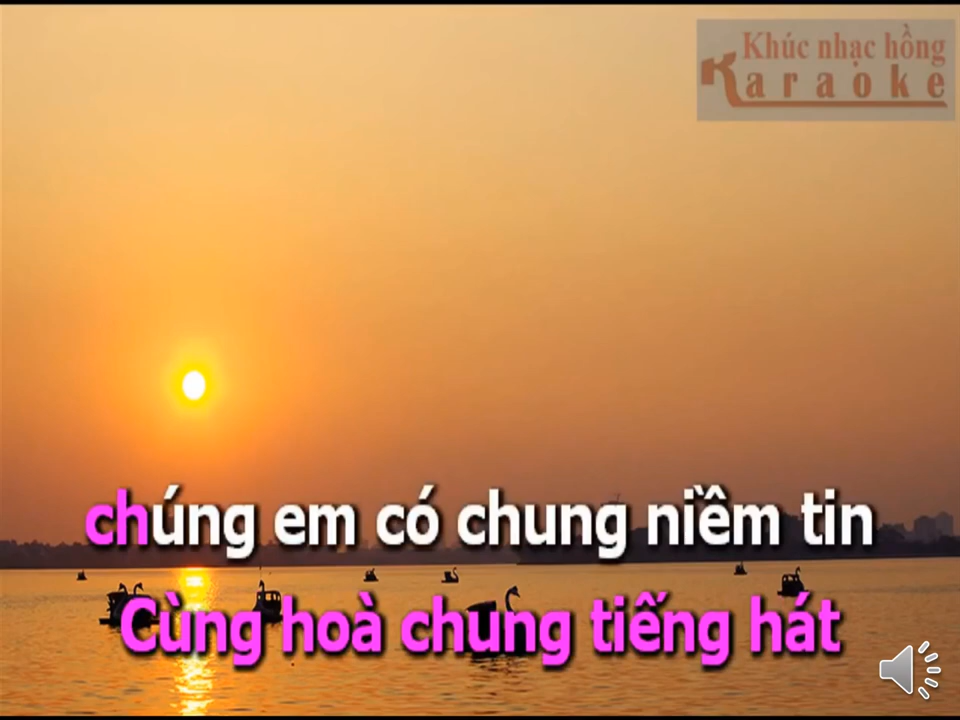 Khúc nhạc hồng
Karaoke
chúng em có chung niềm tin
Cùng hoà chung tiếng hát